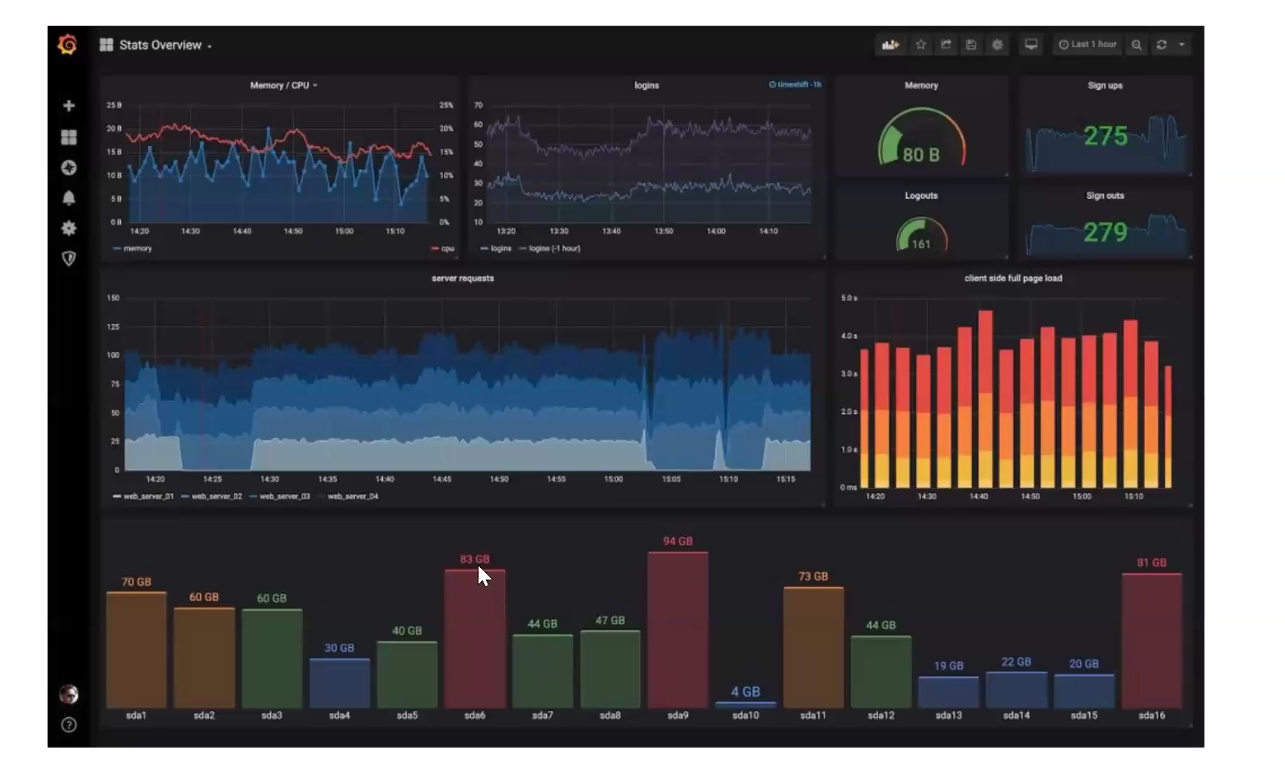 Stats Overview
Last 1 hour
Memory / CPU
25 B
20 B
15 B
10 B
5 B
0 B
25%
20%
15%
10%
5%
0%
14:20 14:30 14:40 14:50 15:00 15:10
memory cpu
logins
timeshift -1h
70
60
50
40
30
20
10
13:20 13:30 13:40 13:50 14:00 14:10
logins logins (-1 hour)
Memory
80 B
Sign ups
275
Logouts
161
Sign outs
279
server requests
150
125
100
75
50
25
0
14:20 14:25 14:30 14:35 14:40 14:45 14:50 14:55 15:00 15:05 15:10 15:15
web_server_01 web_server_02 web_server_03 web_server_04
client side full page load
5.0 s
4.0 s
3.0 s
2.0 s
1.0 s
0 ms
14:20 14:30 14:40 14:50 15:00 15:10
70 GB 60 GB 60 GB 30 GB 40 GB 83 GB 44 GB 47 GB 94 GB 4 GB 73 GB 44 GB 19 GB 22 GB 20 GB 81 GB
sda1 sda2 sda3 sda4 sda5 sda6 sda7 sda8 sda9 sda10 sda11 sda12 sda13 sda14 sda15 sda16